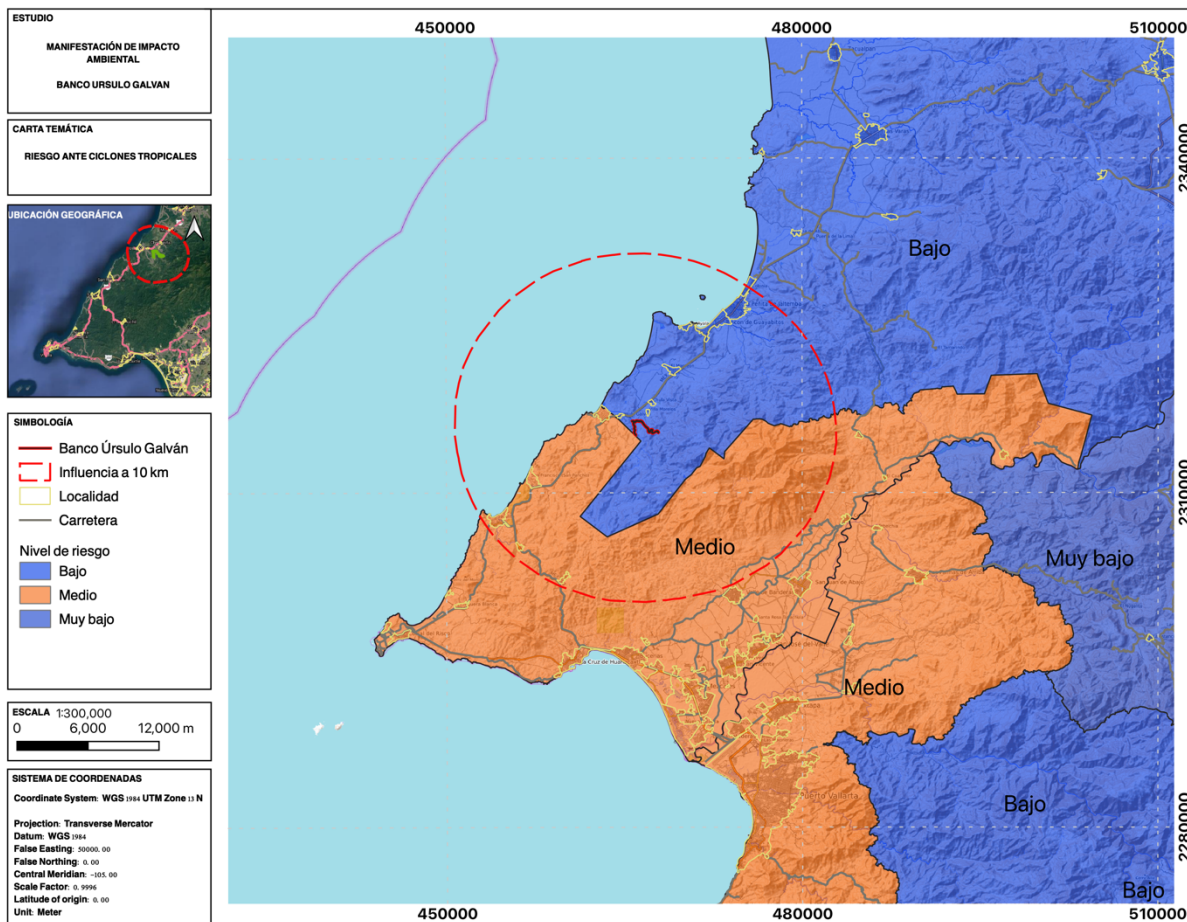 ESTUDIO
MANIFESTACIÓN DE IMPACTO
AMBIENTAL
BANCO URSULO GALVAN
CARTA TEMÁTICA
RIESGO ANTE CICLONES TROPICALES
UBICACIÓN GEOGRÁFICA
SIMBOLOGÍA
Banco Úrsulo Galván
Influencia a 10 km
Localidad
Carretera
Nivel de riesgo
Bajo
Medio
Muy bajo
ESCALA 1:300,000
0 6,000 12,000 m
SISTEMA DE COORDENADAS
Coordinate System: WGS 1984 UTM Zone 13 N
Projection: Transverse Mercator
Datum: WGS 1984
False Easting: 50000.00
False Northing: 0.00
Central Meridian: -105.00
Scale Factor: 0.9996
Latitude of origin: 0.00
Unit: Meter
450000 480000 510000
2340000
Bajo
2310000
Medio
Muy bajo
Medio
Puerto Vallarta
Bajo
2280000
Bajo
450000 480000 510000